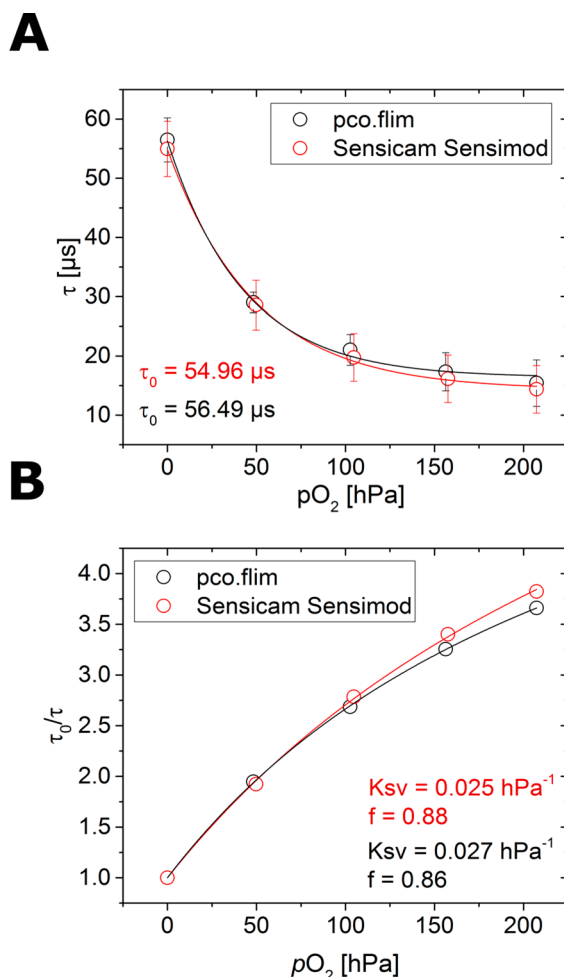 A
60
50
40
30
20
10
τ [µs]
pco.flim
Sensicam Sensimod
τ₀ = 54.96 µs
τ₀ = 56.49 µs
0 50 100 150 200
pO₂ [hPa]
B
4.0
3.5
3.0
2.5
2.0
1.5
1.0
τ₀/τ
pco.flim
Sensicam Sensimod
Ksv = 0.025 hPa⁻¹
f = 0.88
Ksv = 0.027 hPa⁻¹
f = 0.86
0 50 100 150 200
pO₂ [hPa]